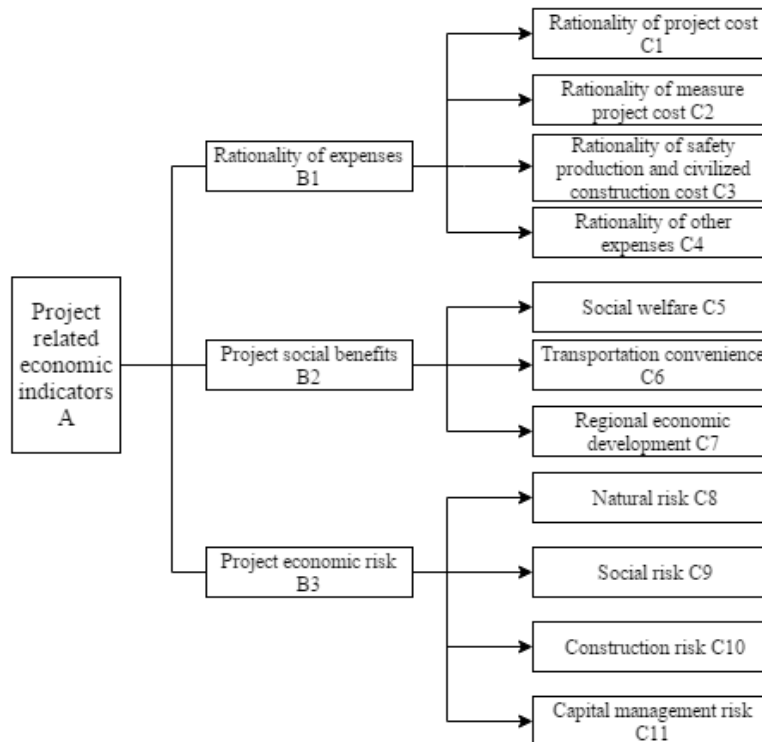 Rationality of project cost
C1
Rationality of measure
project cost C2
Rationality of expenses
B1
Rationality of safety
production and civilized
construction cost C3
Rationality of other
expenses C4
Project
related
economic
indicators
A
Social welfare C5
Project social benefits
B2
Transportation convenience
C6
Regional economic
development C7
Natural risk C8
Project economic risk
B3
Social risk C9
Construction risk C10
Capital management risk
C11